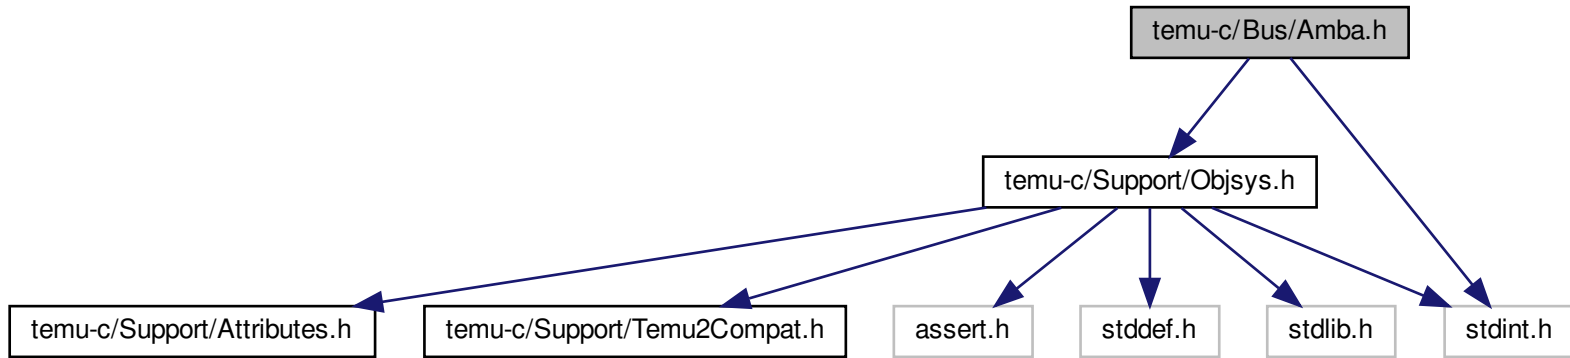 temu-c/Bus/Amba.h
temu-c/Support/Objsys.h
temu-c/Support/Attributes.h
temu-c/Support/Temu2Compat.h
assert.h
stddef.h
stdlib.h
stdint.h